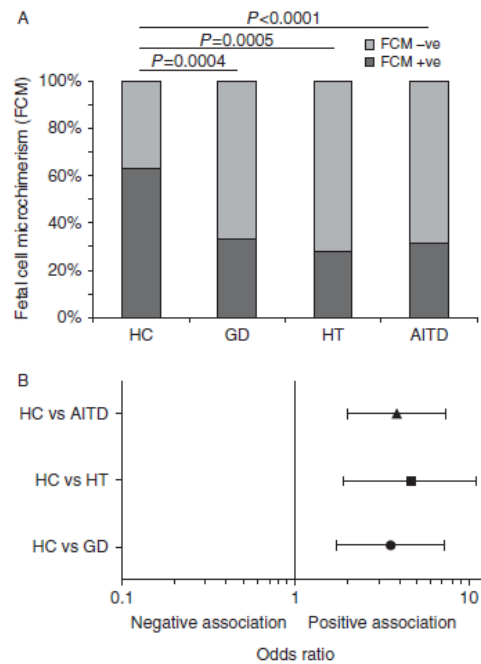 A
P<0.0001
P=0.0005
P=0.0004
FCM –ve
FCM +ve
Fetal cell microchimerism (FCM)
100%
80%
60%
40%
20%
0%
HC GD HT AITD
B
HC vs AITD
HC vs HT
HC vs GD
0.1 1 10
Negative association Positive association
Odds ratio